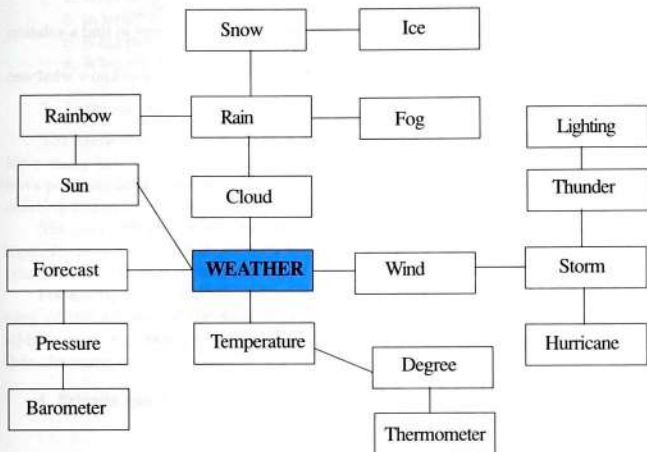 Snow
Ice
Rainbow
Rain
Fog
Lighting
Sun
Cloud
Thunder
Forecast
WEATHER
Wind
Storm
Pressure
Temperature
Degree
Hurricane
Barometer
Thermometer